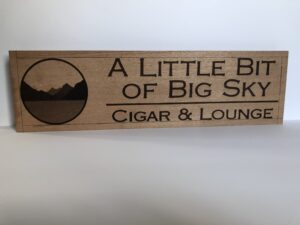 A Little Bit
of Big Sky
Cigar & Lounge